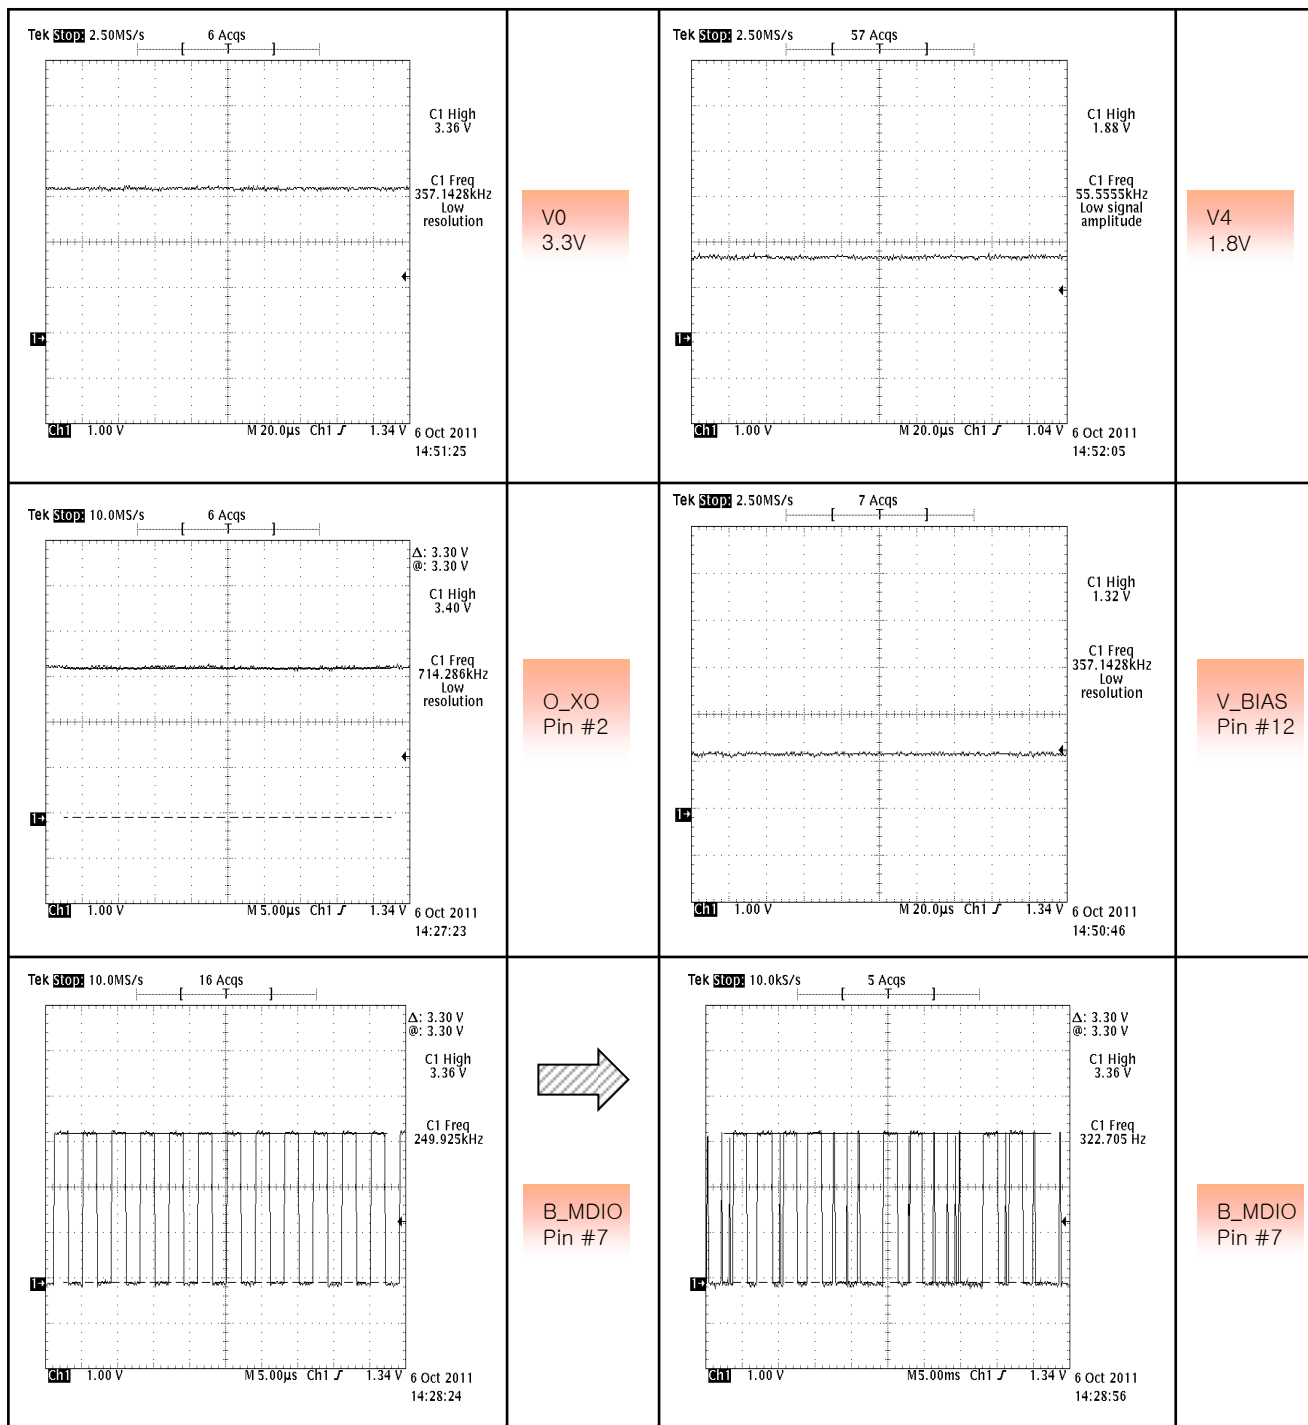 Tek Stop: 2.50MS/s 6 Acqs
C1 High
3.36 V
C1 Freq
357.1428kHz
Low
resolution
1
Ch1 1.00 V M 20.0µs Ch1 1.34 V
6 Oct 2011
14:51:25
V0
3.3V
Tek Stop: 2.50MS/s 57 Acqs
C1 High
1.88 V
C1 Freq
55.5555kHz
Low signal
amplitude
1
Ch1 1.00 V M 20.0µs Ch1 1.04 V
6 Oct 2011
14:52:05
V4
1.8V
Tek Stop: 10.0MS/s 6 Acqs
Δ: 3.30 V
@: 3.30 V
C1 High
3.40 V
C1 Freq
714.286kHz
Low
resolution
1
Ch1 1.00 V M 5.00µs Ch1 1.34 V
6 Oct 2011
14:27:23
O_XO
Pin #2
Tek Stop: 2.50MS/s 7 Acqs
C1 High
1.32 V
C1 Freq
357.1428kHz
Low
resolution
1
Ch1 1.00 V M 20.0µs Ch1 1.34 V
6 Oct 2011
14:50:46
V_BIAS
Pin #12
Tek Stop: 10.0MS/s 16 Acqs
Δ: 3.30 V
@: 3.30 V
C1 High
3.36 V
C1 Freq
249.925kHz
1
Ch1 1.00 V M 5.00µs Ch1 1.34 V
6 Oct 2011
14:28:24
B_MDIO
Pin #7
Tek Stop: 10.0kS/s 5 Acqs
Δ: 3.30 V
@: 3.30 V
C1 High
3.36 V
C1 Freq
322.705 Hz
1
Ch1 1.00 V M 5.00ms Ch1 1.34 V
6 Oct 2011
14:28:56
B_MDIO
Pin #7